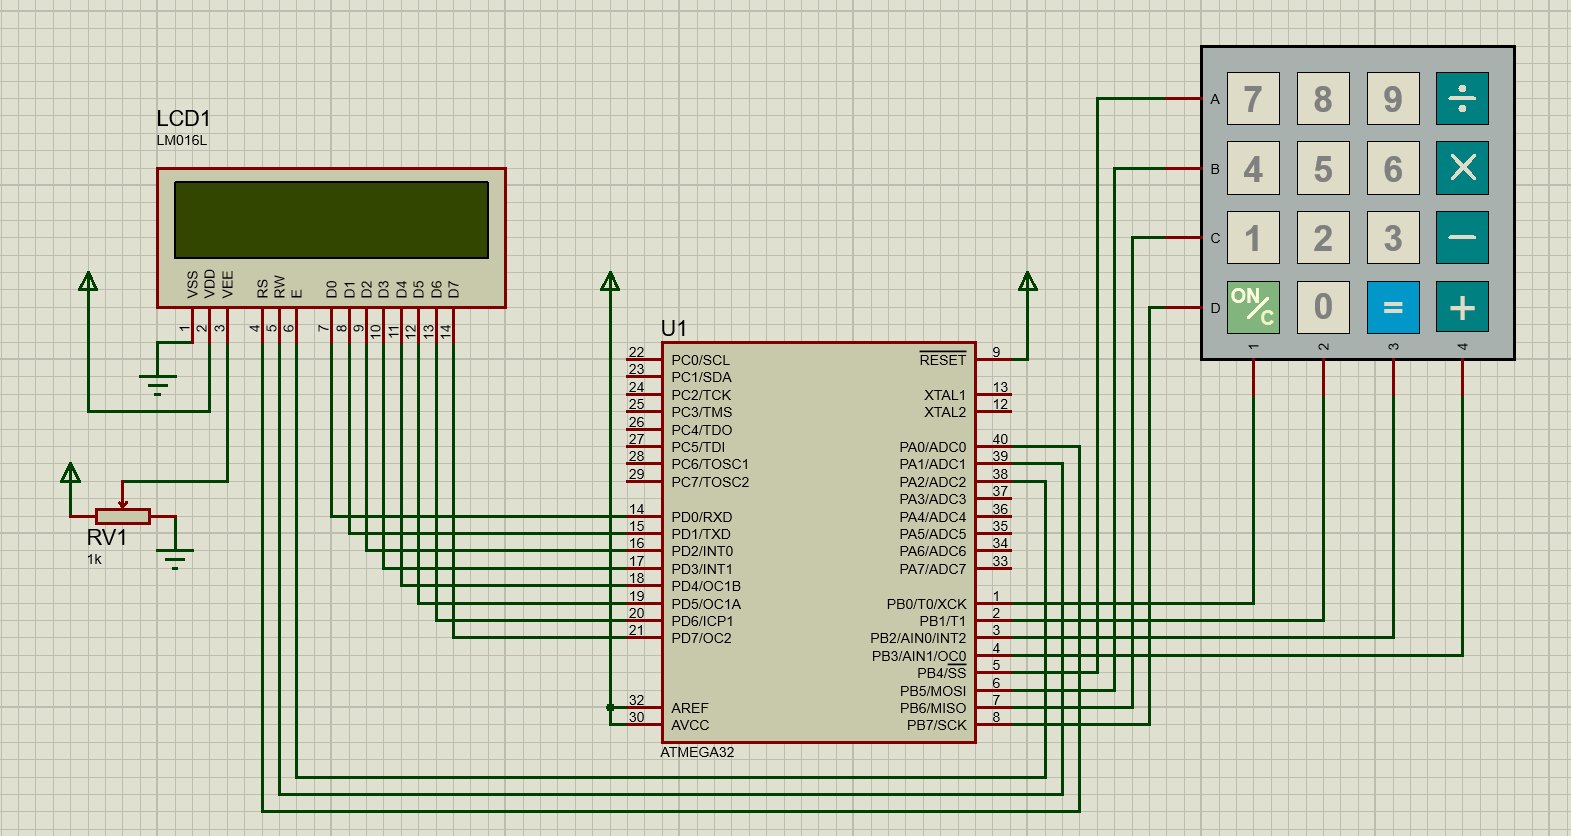 LCD1
LM016L
VSS
VDD
VEE
RS
RW
E
D0
D1
D2
D3
D4
D5
D6
D7
1
2
3
4
5
6
7
8
9
10
11
12
13
14
RV1
1k
U1
22 PC0/SCL
23 PC1/SDA
24 PC2/TCK
25 PC3/TMS
26 PC4/TDO
27 PC5/TDI
28 PC6/TOSC1
29 PC7/TOSC2
14 PD0/RXD
15 PD1/TXD
16 PD2/INT0
17 PD3/INT1
18 PD4/OC1B
19 PD5/OC1A
20 PD6/ICP1
21 PD7/OC2
32 AREF
30 AVCC
RESET 9
XTAL1 13
XTAL2 12
PA0/ADC0 40
PA1/ADC1 39
PA2/ADC2 38
PA3/ADC3 37
PA4/ADC4 36
PA5/ADC5 35
PA6/ADC6 34
PA7/ADC7 33
PB0/T0/XCK 1
PB1/T1 2
PB2/AIN0/INT2 3
PB3/AIN1/OC0 4
PB4/SS 5
PB5/MOSI 6
PB6/MISO 7
PB7/SCK 8
ATMEGA32
A 7 8 9 ÷
B 4 5 6 ×
C 1 2 3 −
D ON/C 0 = +
1 2 3 4